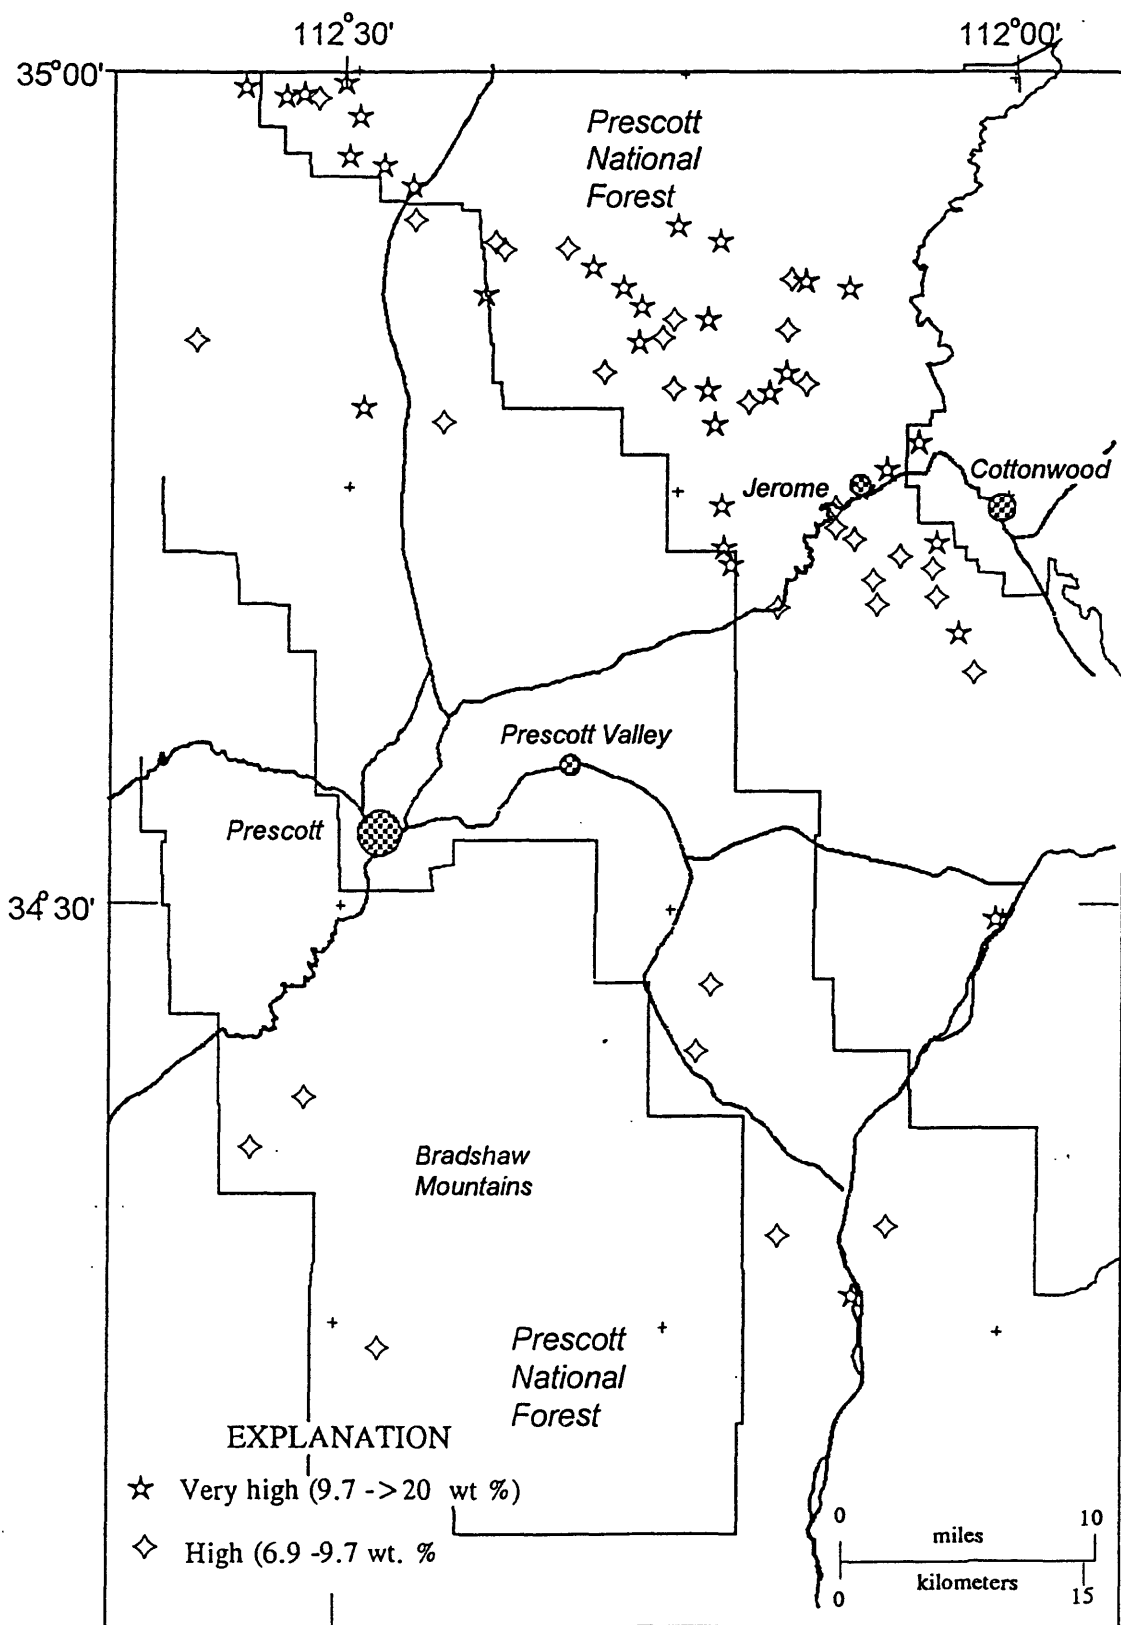 112°30'
112°00'
35°00'
Prescott
National
Forest
Jerome
Cottonwood
Prescott Valley
Prescott
34°30'
Bradshaw
Mountains
Prescott
National
Forest
EXPLANATION
Very high (9.7 ->20 wt %)
High (6.9 -9.7 wt. %
0 10
miles
kilometers
0 15